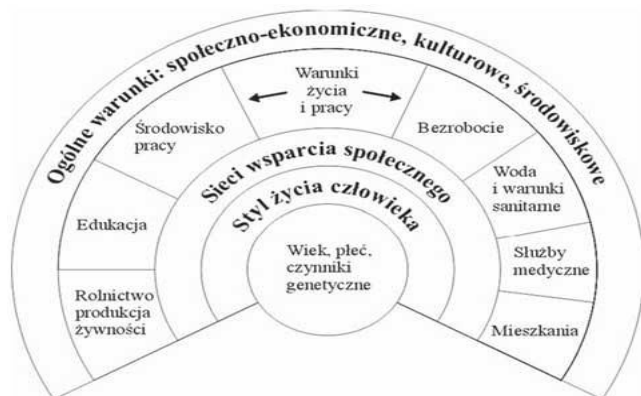 Ogólne warunki: społeczno-ekonomiczne, kulturowe, środowiskowe
Warunki
życia
i pracy
Środowisko
pracy
Bezrobocie
Edukacja
Woda
i warunki
sanitarne
Rolnictwo
produkcja
żywności
Służby
medyczne
Mieszkania
Sieci wsparcia społecznego
Styl życia człowieka
Wiek, płeć,
czynniki
genetyczne